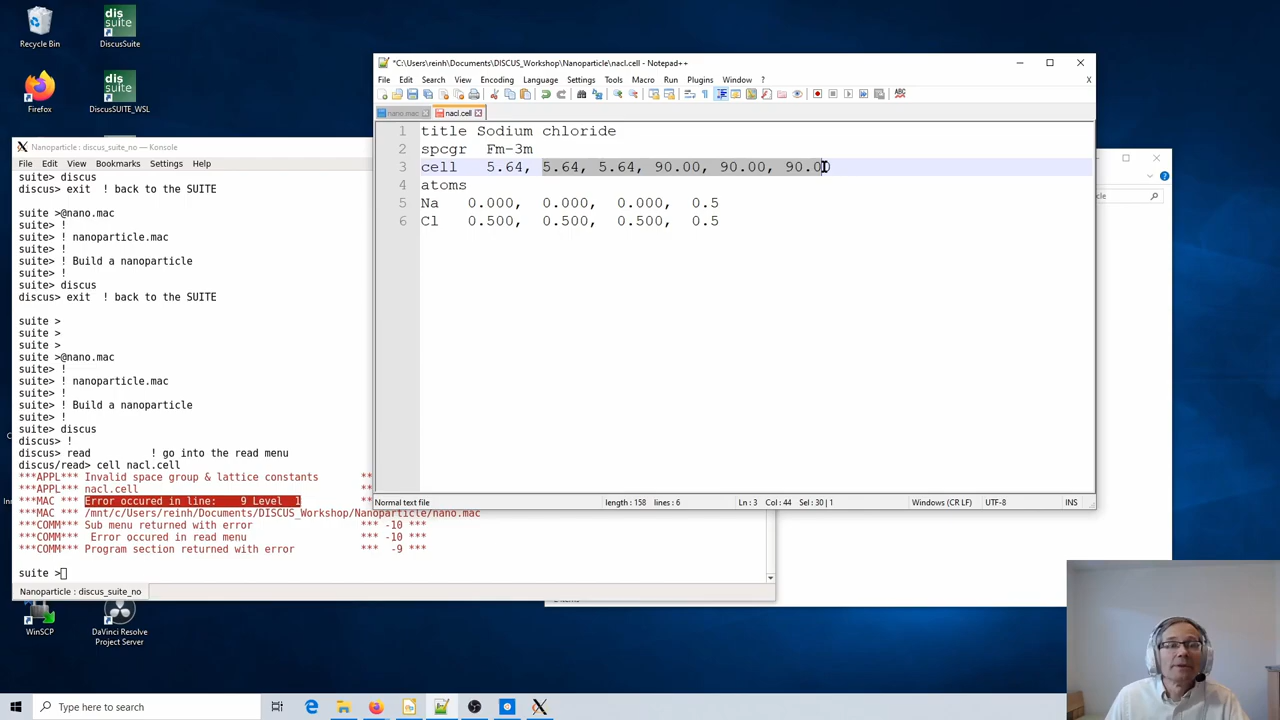 Recycle Bin
DiscusSuite
dis
suite
Firefox
DiscusSUITE_WSL
dis
suite
*C:\Users\reinh\Documents\DISCUS_Workshop\Nanoparticle\nacl.cell - Notepad++
File Edit Search View Encoding Language Settings Tools Macro Run Plugins Window ? X
nano.mac nacl.cell
1 title Sodium chloride
2 spcgr Fm-3m
3 cell 5.64, 5.64, 5.64, 90.00, 90.00, 90.00
4 atoms
5 Na 0.000, 0.000, 0.000, 0.5
6 Cl 0.500, 0.500, 0.500, 0.5
Normal text file length : 158 lines : 6 Ln : 3 Col : 44 Sel : 30 | 1 Windows (CR LF) UTF-8 INS
Nanoparticle : discus_suite_no — Konsole
File Edit View Bookmarks Settings Help
suite> discus
discus> exit ! back to the SUITE
suite >@nano.mac
suite> !
suite> ! nanoparticle.mac
suite> !
suite> ! Build a nanoparticle
suite> !
suite> discus
discus> exit ! back to the SUITE
suite >
suite >
suite >
suite >@nano.mac
suite> !
suite> ! nanoparticle.mac
suite> !
suite> ! Build a nanoparticle
suite> !
suite> discus
discus> !
discus> read ! go into the read menu
discus/read> cell nacl.cell
***APPL*** Invalid space group & lattice constants
***APPL*** nacl.cell
***MAC *** Error occured in line: 9 Level 1
***MAC *** /mnt/c/Users/reinh/Documents/DISCUS_Workshop/Nanoparticle/nano.mac
***COMM*** Sub menu returned with error *** -10 ***
***COMM*** Error occured in read menu *** -10 ***
***COMM*** Program section returned with error *** -9 ***
suite >
Nanoparticle : discus_suite_no
WinSCP
DaVinci Resolve
Project Server
Type here to search